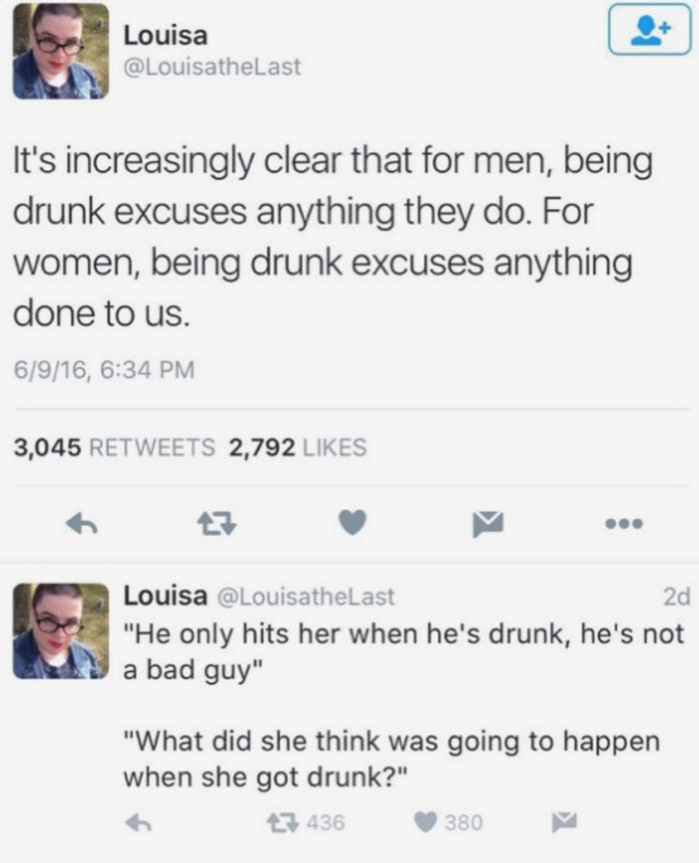 Louisa
@LouisatheLast
It's increasingly clear that for men, being
drunk excuses anything they do. For
women, being drunk excuses anything
done to us.
6/9/16, 6:34 PM
3,045 RETWEETS 2,792 LIKES
Louisa @LouisatheLast 2d
"He only hits her when he's drunk, he's not
a bad guy"
"What did she think was going to happen
when she got drunk?"
436 380